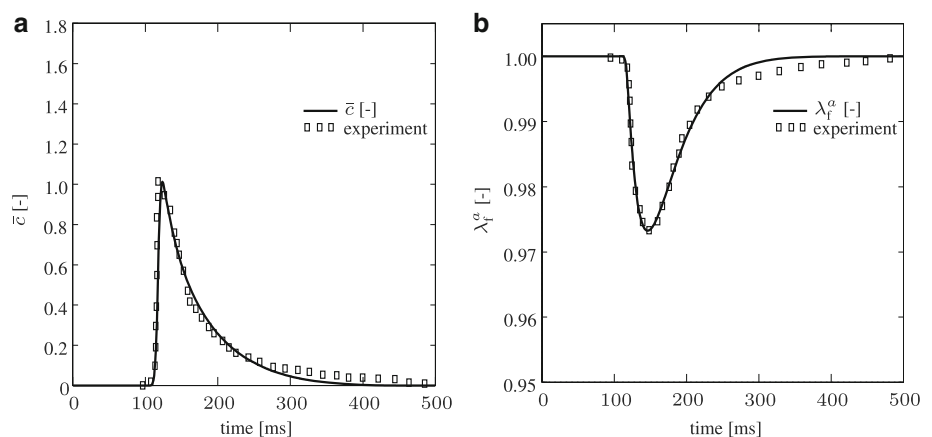 a
1.8
1.6
1.4
1.2
1.0
0.8
0.6
0.4
0.2
0
c̄ [-]
c̄ [-]
experiment
0 100 200 300 400 500
time [ms]
b
1.00
0.99
0.98
0.97
0.96
0.95
λ_f^a [-]
λ_f^a [-]
experiment
0 100 200 300 400 500
time [ms]